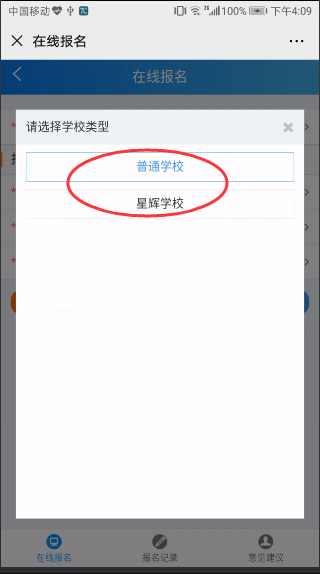 中国移动 100% 下午4:09
在线报名
在线报名
请选择学校类型
*
普通学校
*
星辉学校
*
*
在线报名 报名记录 意见建议